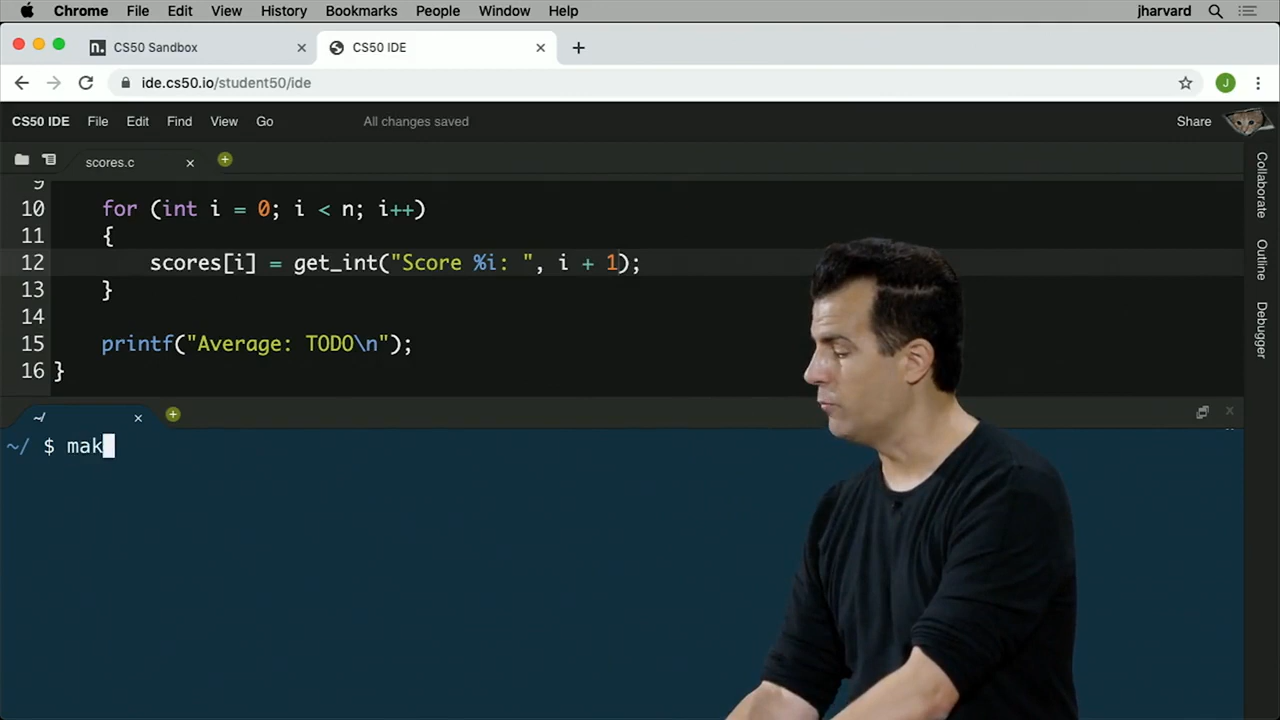 Chrome File Edit View History Bookmarks People Window Help jharvard
n. CS50 Sandbox × CS50 IDE × +
ide.cs50.io/student50/ide J
CS50 IDE File Edit Find View Go All changes saved Share
scores.c ×
9
10 for (int i = 0; i < n; i++)
11 {
12 scores[i] = get_int("Score %i: ", i + 1);
13 }
14
15 printf("Average: TODO\n");
16 }
~/ ×
~/ $ mak
Collaborate
Outline
Debugger